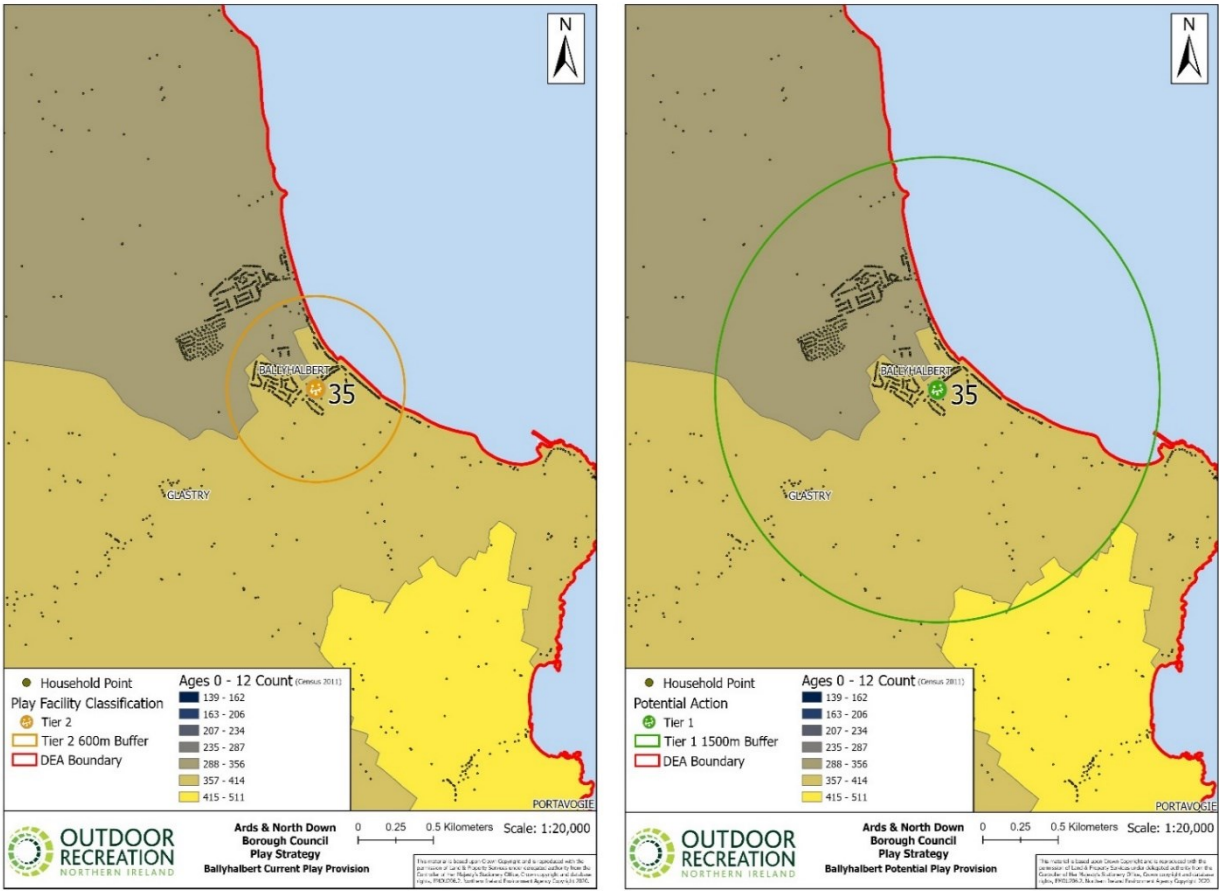 N
BALLYHALBERT
35
GLASTRY
PORTAVOGIE
Household Point
Play Facility Classification
Tier 2
Tier 2 600m Buffer
DEA Boundary
Ages 0 - 12 Count (Census 2011)
139 - 162
163 - 206
207 - 234
235 - 287
288 - 356
357 - 414
415 - 511
OUTDOOR
RECREATION
NORTHERN IRELAND
Ards & North Down
Borough Council
Play Strategy
Ballyhalbert Current Play Provision
0 0.25 0.5 Kilometers
Scale: 1:20,000
N
BALLYHALBERT
35
GLASTRY
PORTAVOGIE
Household Point
Potential Action
Tier 1
Tier 1 1500m Buffer
DEA Boundary
Ages 0 - 12 Count (Census 2011)
139 - 162
163 - 206
207 - 234
235 - 287
288 - 356
357 - 414
415 - 511
OUTDOOR
RECREATION
NORTHERN IRELAND
Ards & North Down
Borough Council
Play Strategy
Ballyhalbert Potential Play Provision
0 0.25 0.5 Kilometers
Scale: 1:20,000